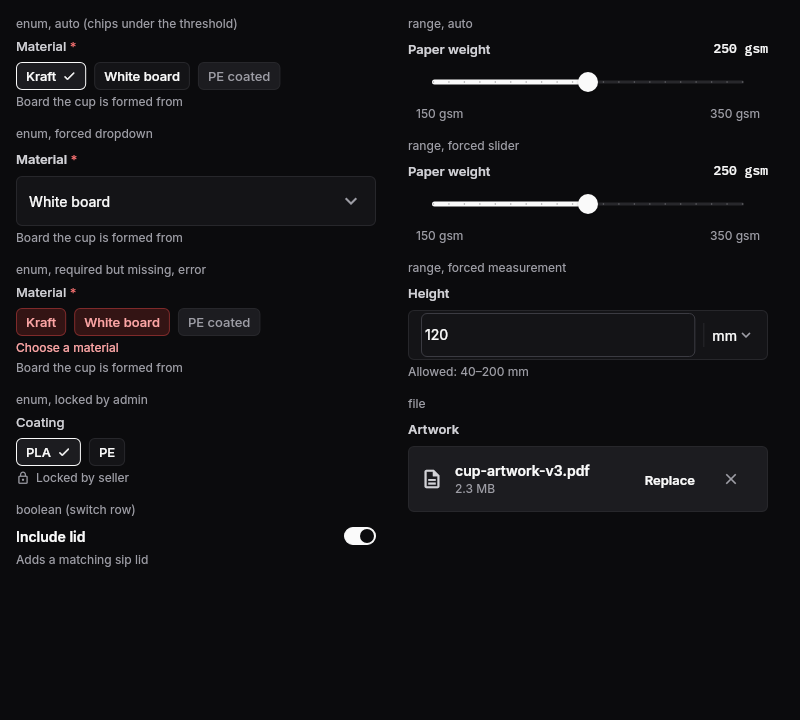 enum, auto (chips under the threshold)
Material *
Kraft
White board
PE coated
Board the cup is formed from
enum, forced dropdown
Material *
White board
Board the cup is formed from
enum, required but missing, error
Material *
Kraft
White board
PE coated
Choose a material
Board the cup is formed from
enum, locked by admin
Coating
PLA
PE
Locked by seller
boolean (switch row)
Include lid
Adds a matching sip lid
range, auto
Paper weight
250 gsm
150 gsm
350 gsm
range, forced slider
Paper weight
250 gsm
150 gsm
350 gsm
range, forced measurement
Height
120
mm
Allowed: 40–200 mm
file
Artwork
cup-artwork-v3.pdf
2.3 MB
Replace